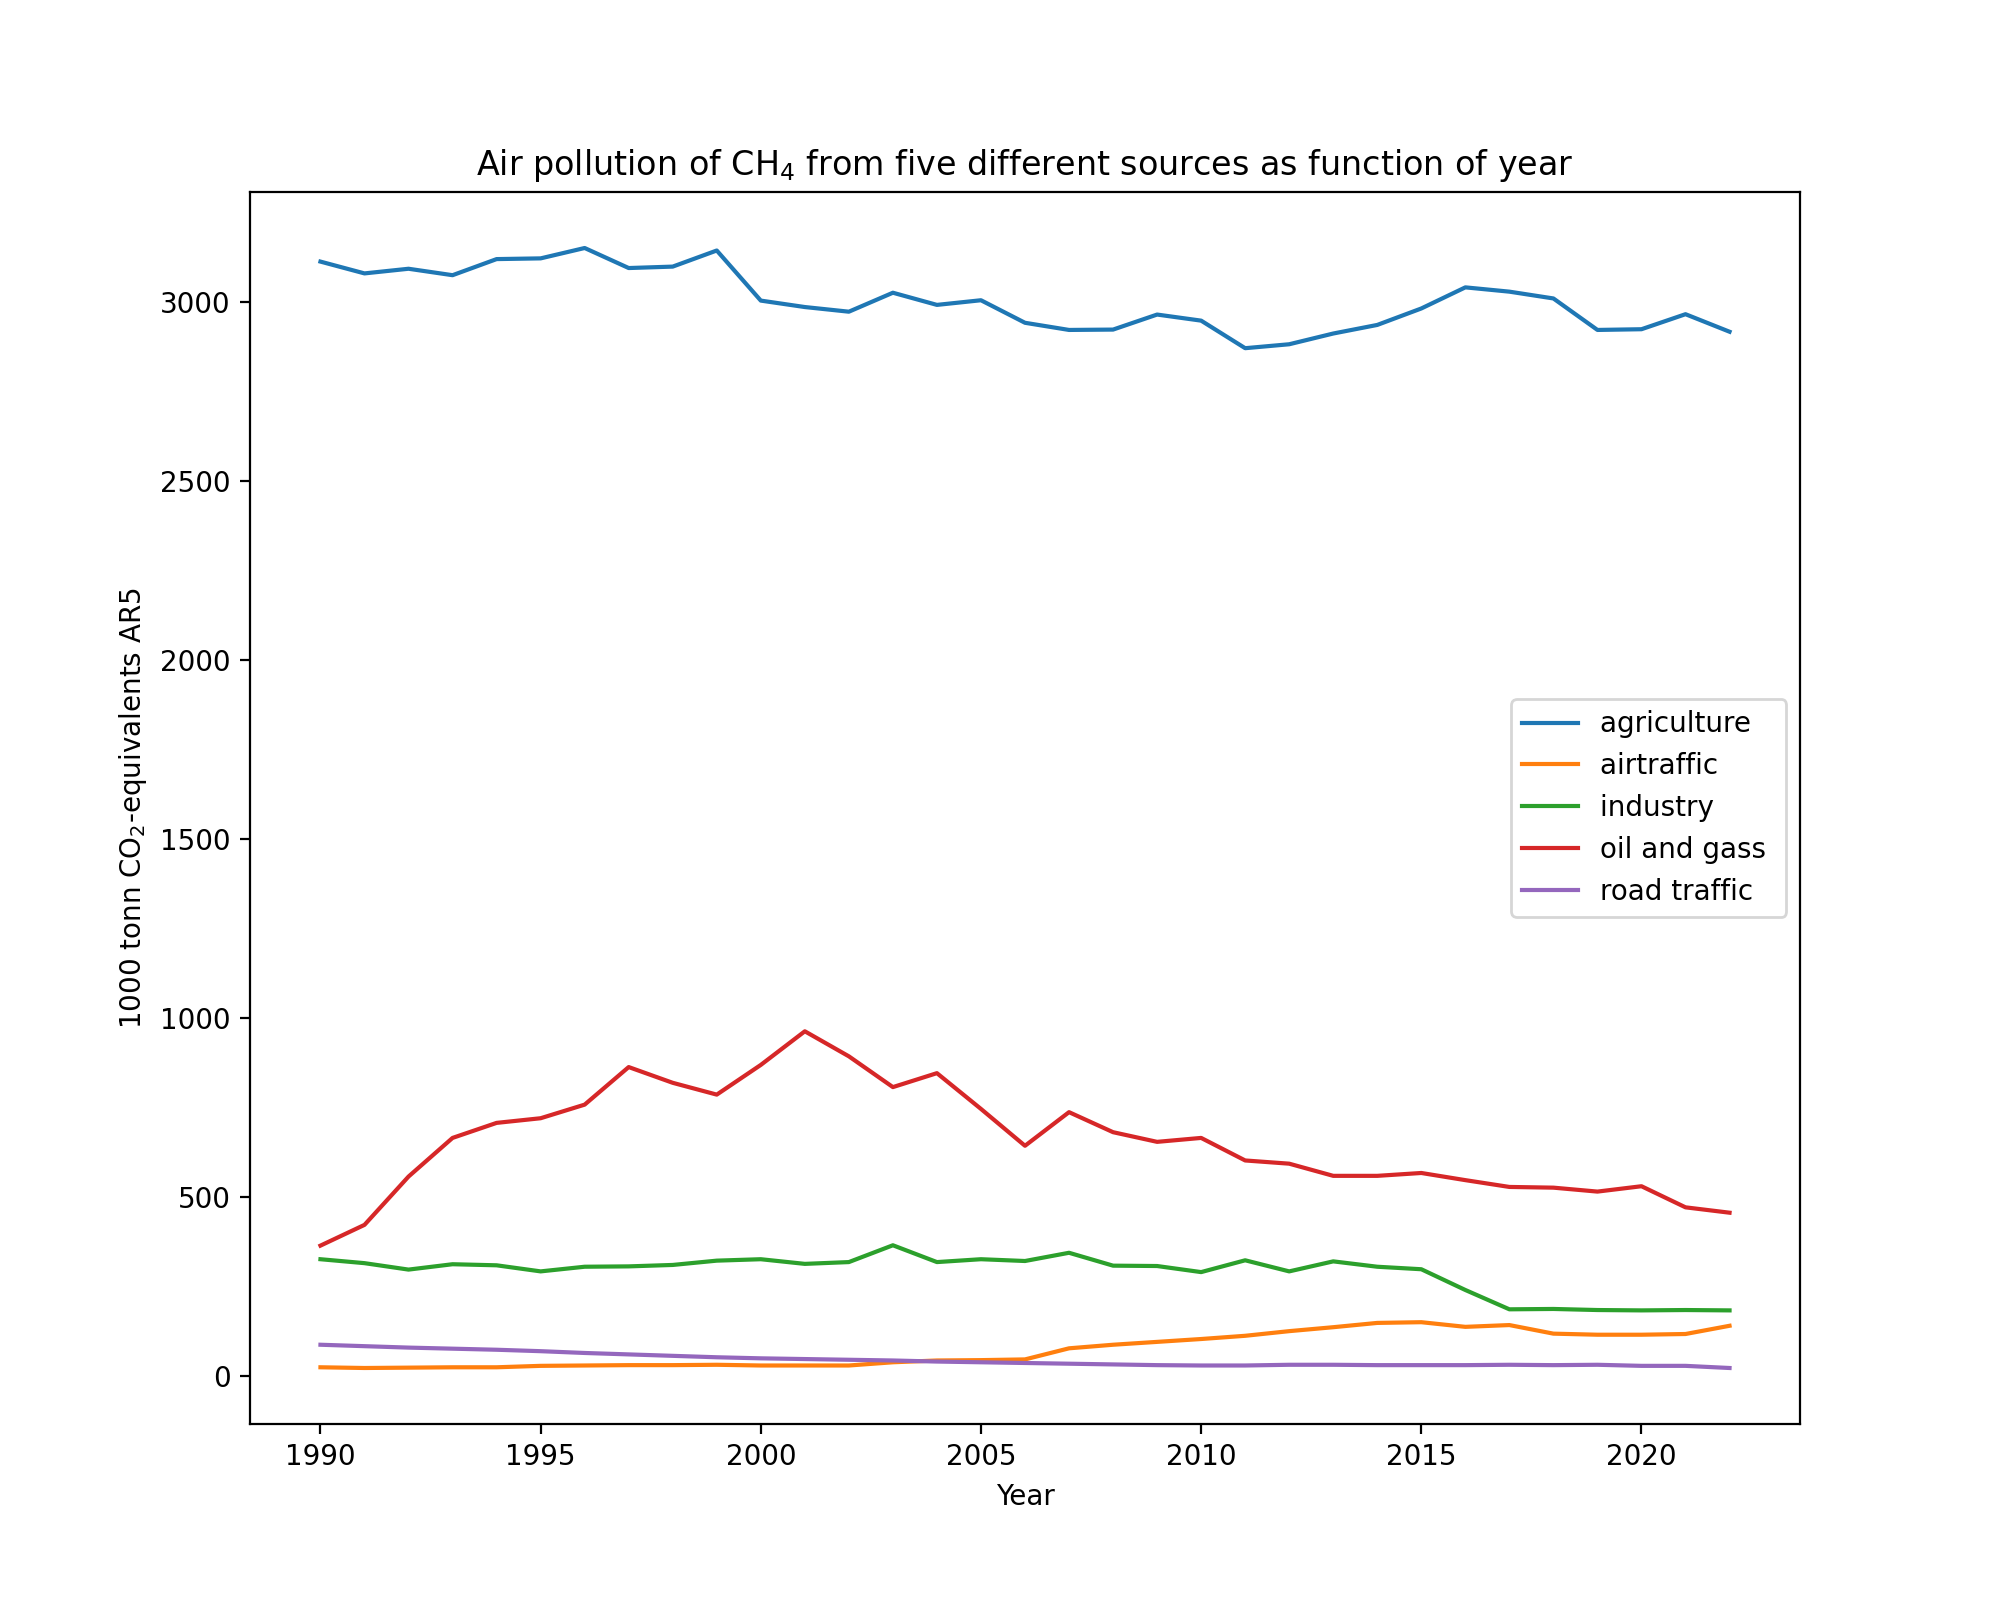 Air pollution of CH₄ from five different sources as function of year
1000 tonn CO₂-equivalents AR5
3000
2500
2000
1500
1000
500
0
agriculture
airtraffic
industry
oil and gass
road traffic
1990 1995 2000 2005 2010 2015 2020
Year